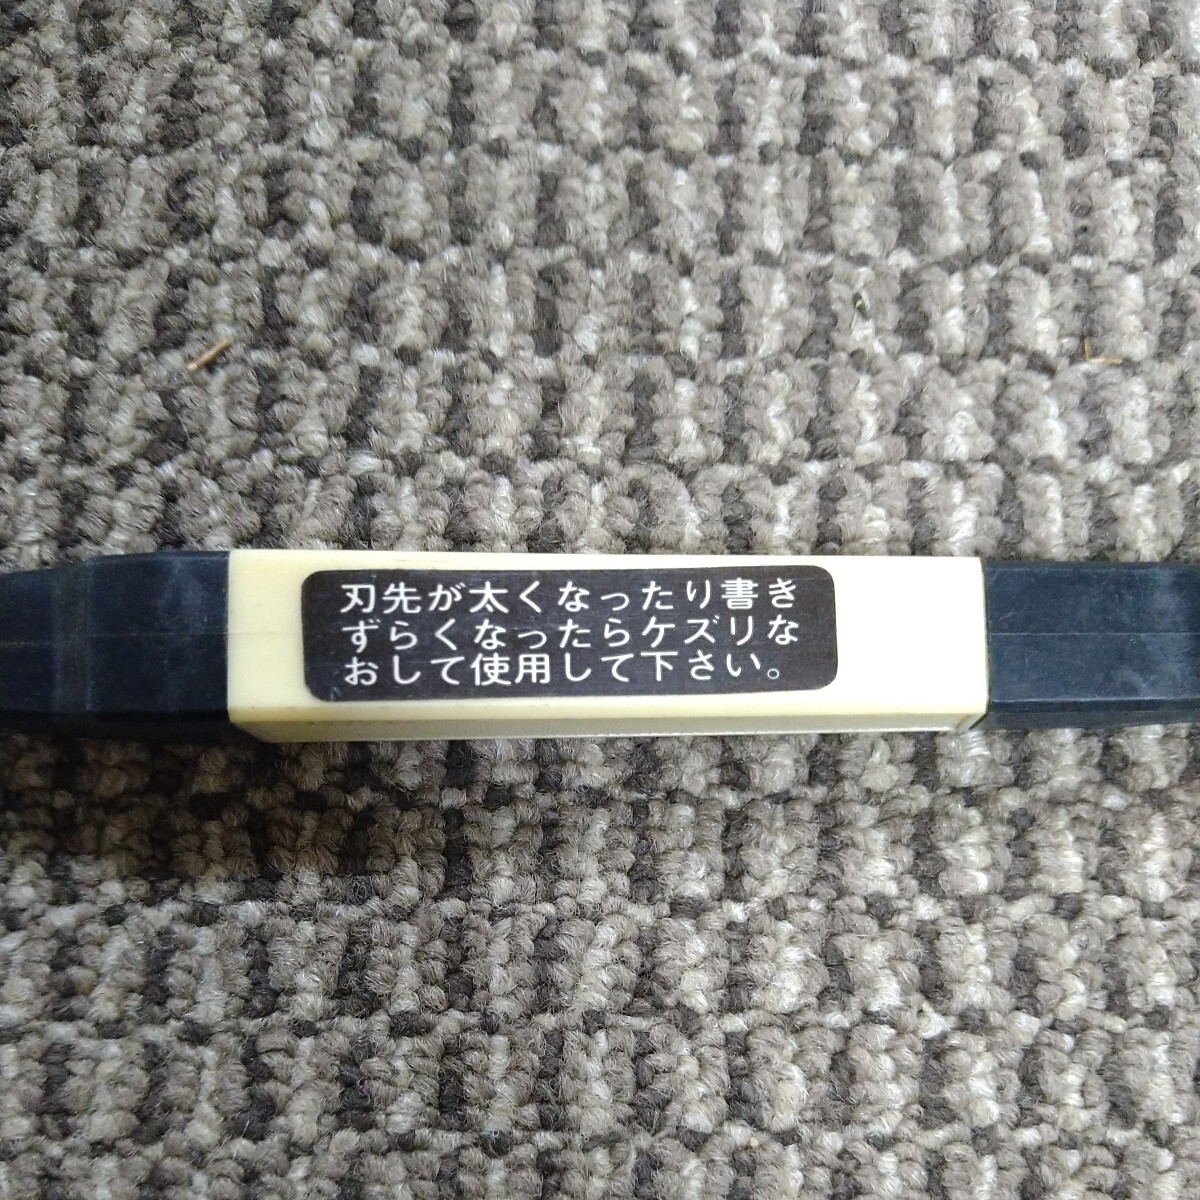 刃先が太くなったり書き
ずらくなったらケズリな
おして使用して下さい。